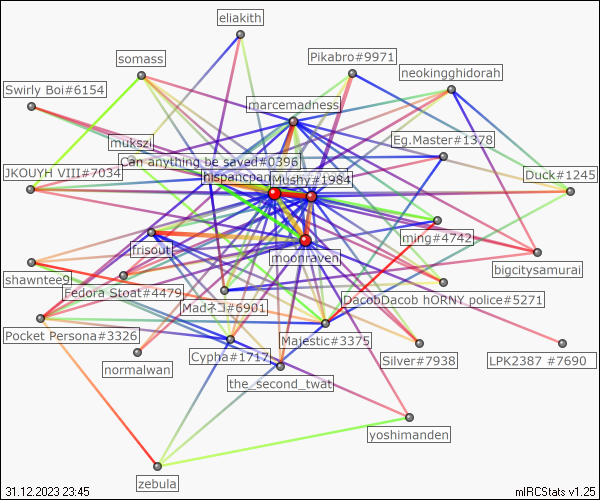 eliakith
somass
Pikabro#9971
neokingghidorah
Swirly Boi#6154
marcemadness
mukszi
Eg.Master#1378
Can anything be saved#0396
JKOUYH VIII#7034
hispancpan
Mushy#1984
Duck#1245
frisout
ming#4742
moonraven
shawntee9
bigcitysamurai
Fedora Stoat#4479
DacobDacob hORNY police#5271
Madネコ#6901
Pocket Persona#3326
Majestic#3375
Cypha#1717
Silver#7938
LPK2387 #7690
normalwan
the_second_twat
yoshimanden
zebula
31.12.2023 23:45
mIRCStats v1.25